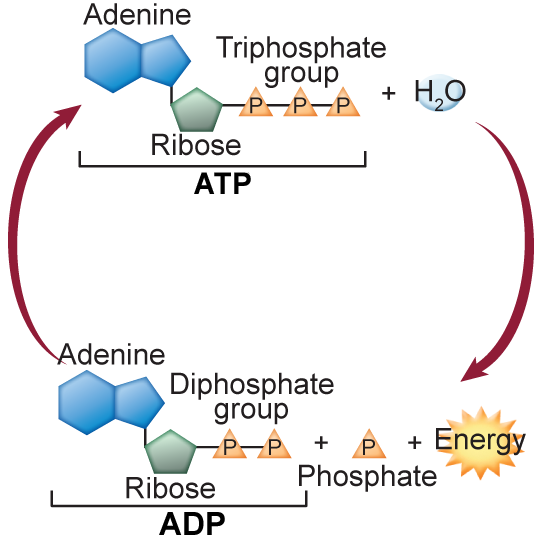 Adenine
Triphosphate
group
P P P + H₂O
Ribose
ATP
Adenine
Diphosphate
group
P P + P + Energy
Phosphate
Ribose
ADP